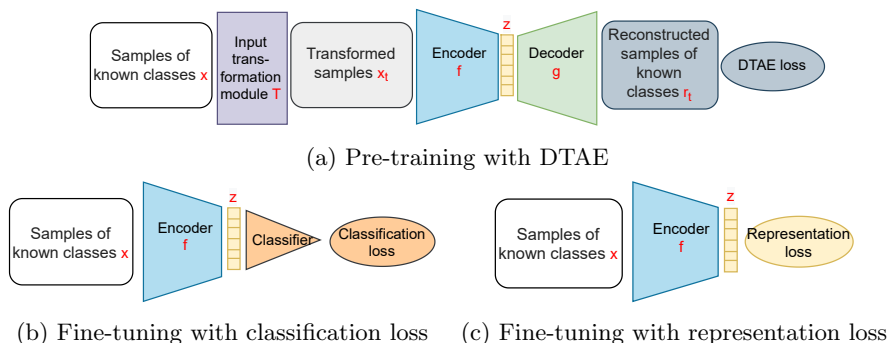 Samples of
known classes x
Input
trans-
formation
module T
Transformed
samples xt
Encoder
f
z
Decoder
g
Reconstructed
samples of
known
classes rt
DTAE loss
(a) Pre-training with DTAE
Samples of
known classes x
Encoder
f
z
Classifier
Classification
loss
Samples of
known classes x
Encoder
f
z
Representation
loss
(b) Fine-tuning with classification loss
(c) Fine-tuning with representation loss